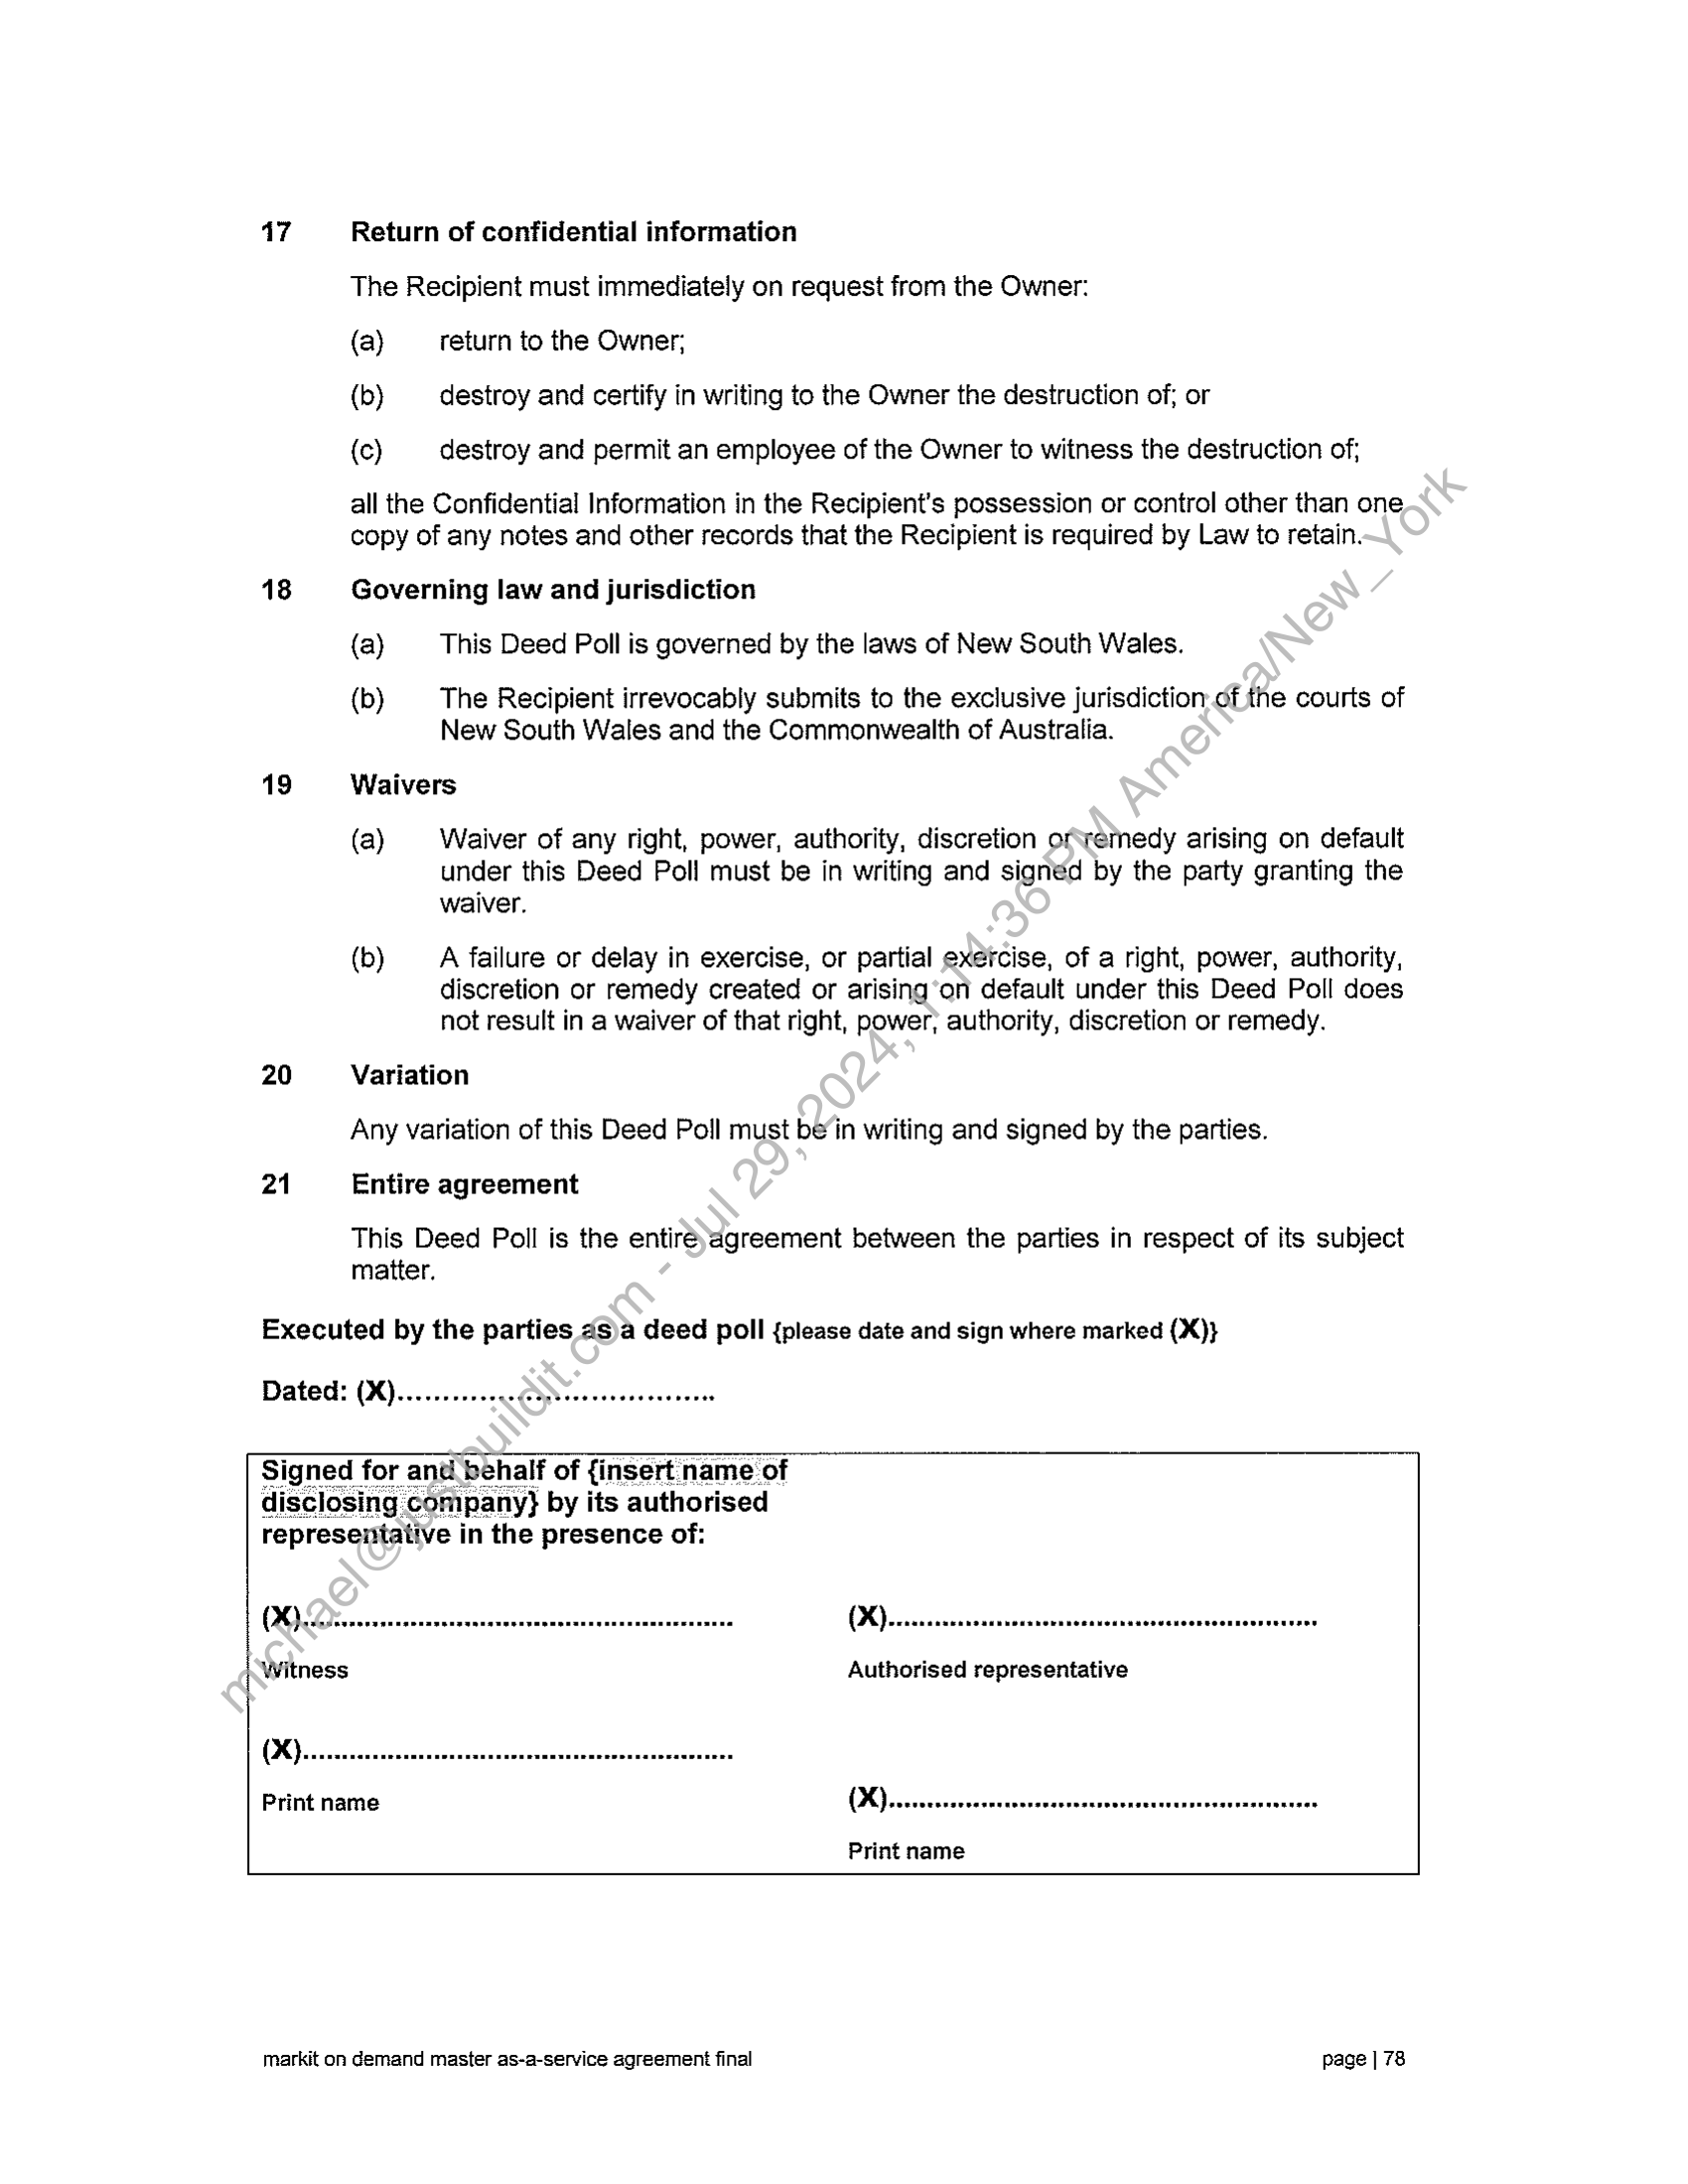 17 Return of confidential information
The Recipient must immediately on request from the Owner:
(a) return to the Owner;
(b) destroy and certify in writing to the Owner the destruction of; or
(c) destroy and permit an employee of the Owner to witness the destruction of;
all the Confidential Information in the Recipient's possession or control other than one
copy of any notes and other records that the Recipient is required by Law to retain.
18 Governing law and jurisdiction
(a) This Deed Poll is governed by the laws of New South Wales.
(b) The Recipient irrevocably submits to the exclusive jurisdiction of the courts of
New South Wales and the Commonwealth of Australia.
19 Waivers
(a) Waiver of any right, power, authority, discretion or remedy arising on default
under this Deed Poll must be in writing and signed by the party granting the
waiver.
(b) A failure or delay in exercise, or partial exercise, of a right, power, authority,
discretion or remedy created or arising on default under this Deed Poll does
not result in a waiver of that right, power, authority, discretion or remedy.
20 Variation
Any variation of this Deed Poll must be in writing and signed by the parties.
21 Entire agreement
This Deed Poll is the entire agreement between the parties in respect of its subject
matter.
Executed by the parties as a deed poll {please date and sign where marked (X)}
Dated: (X)...................................
Signed for and behalf of {insert name of
disclosing company} by its authorised
representative in the presence of:
(X)........................................................ (X)........................................................
Witness Authorised representative
(X)........................................................
Print name
(X)........................................................
Print name
markit on demand master as-a-service agreement final page | 78
michael@justbuildit.com - Jul 29, 2024, 1:14:36 PM America/New_York